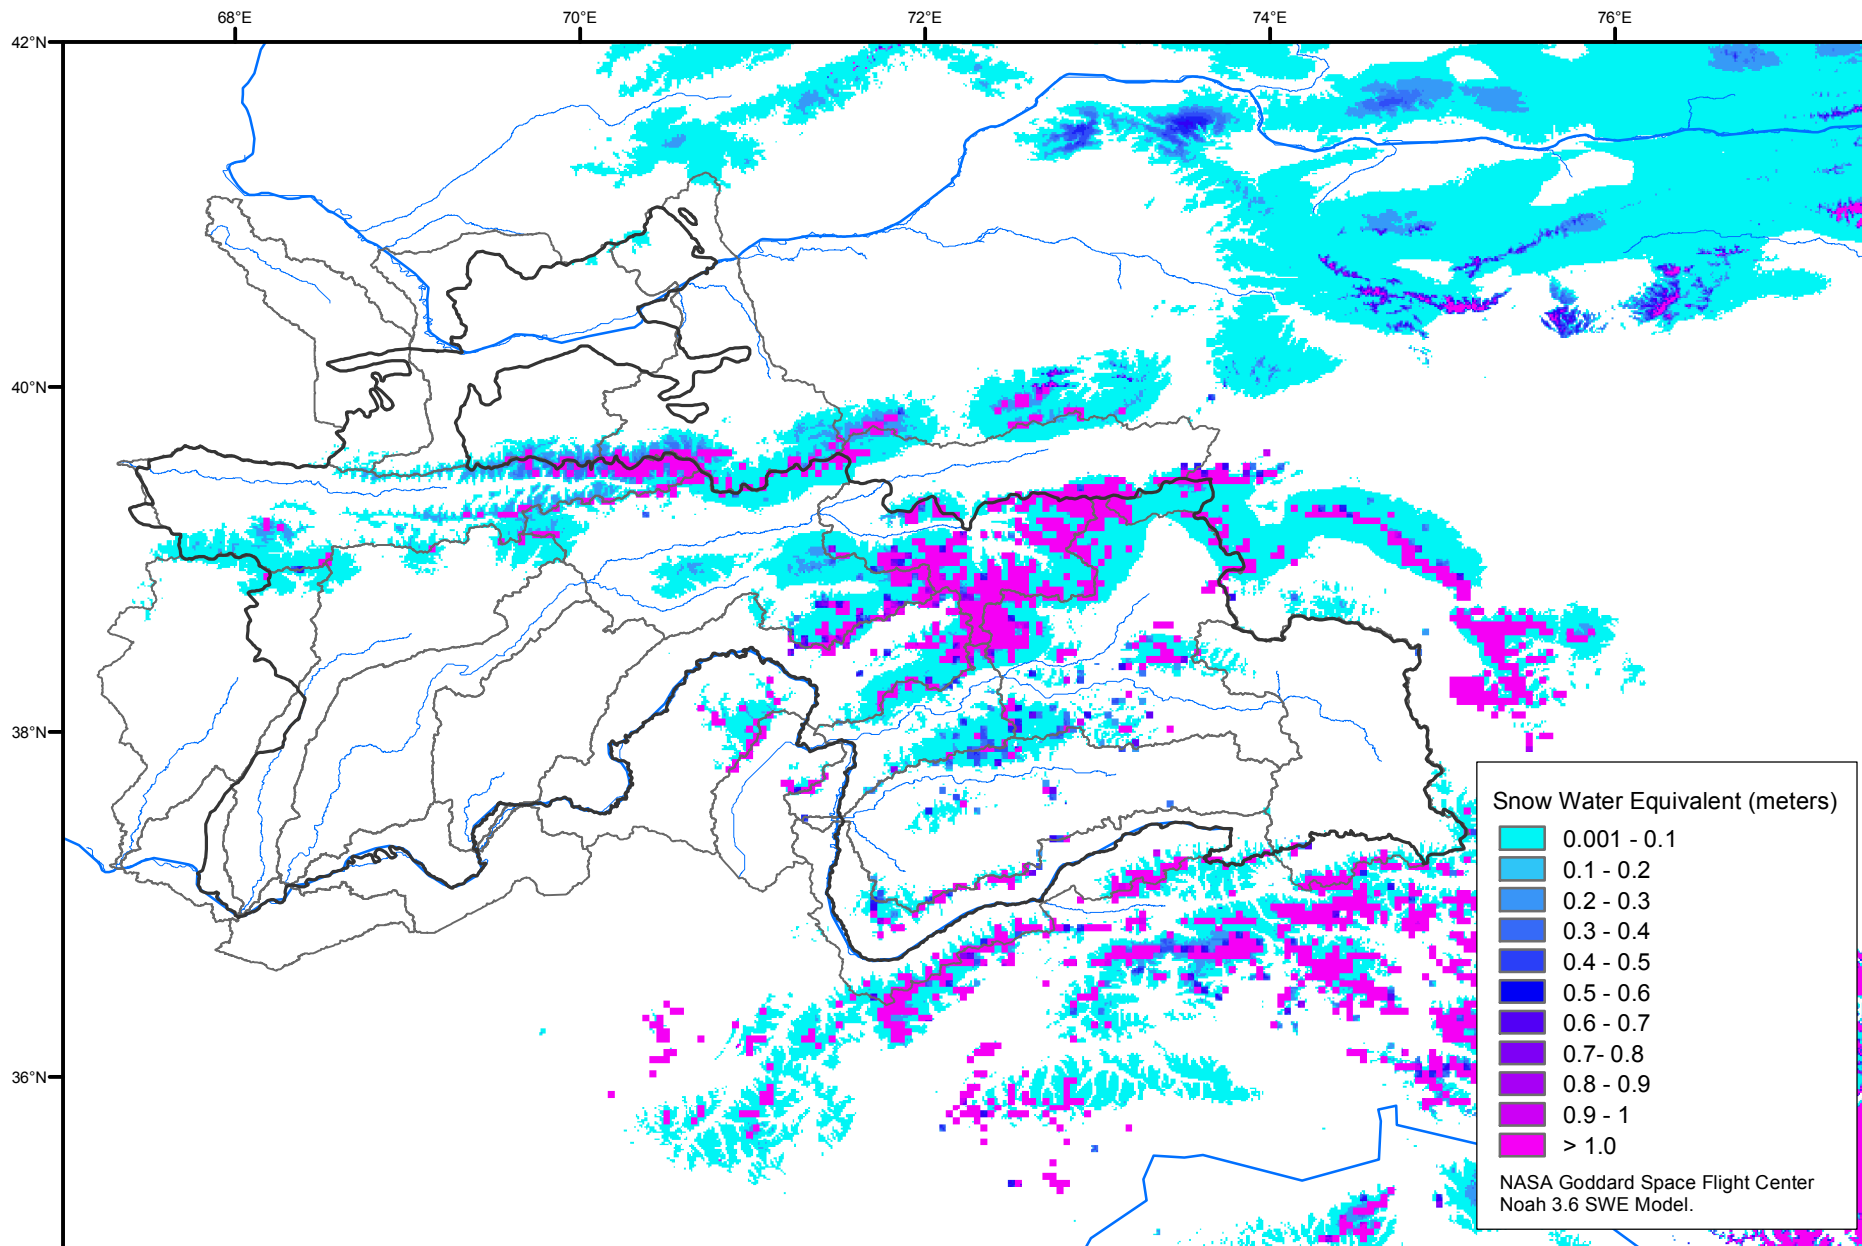 68°E 70°E 72°E 74°E 76°E
42°N
40°N
38°N
36°N
Snow Water Equivalent (meters)
0.001 - 0.1
0.1 - 0.2
0.2 - 0.3
0.3 - 0.4
0.4 - 0.5
0.5 - 0.6
0.6 - 0.7
0.7- 0.8
0.8 - 0.9
0.9 - 1
> 1.0
NASA Goddard Space Flight Center
Noah 3.6 SWE Model.